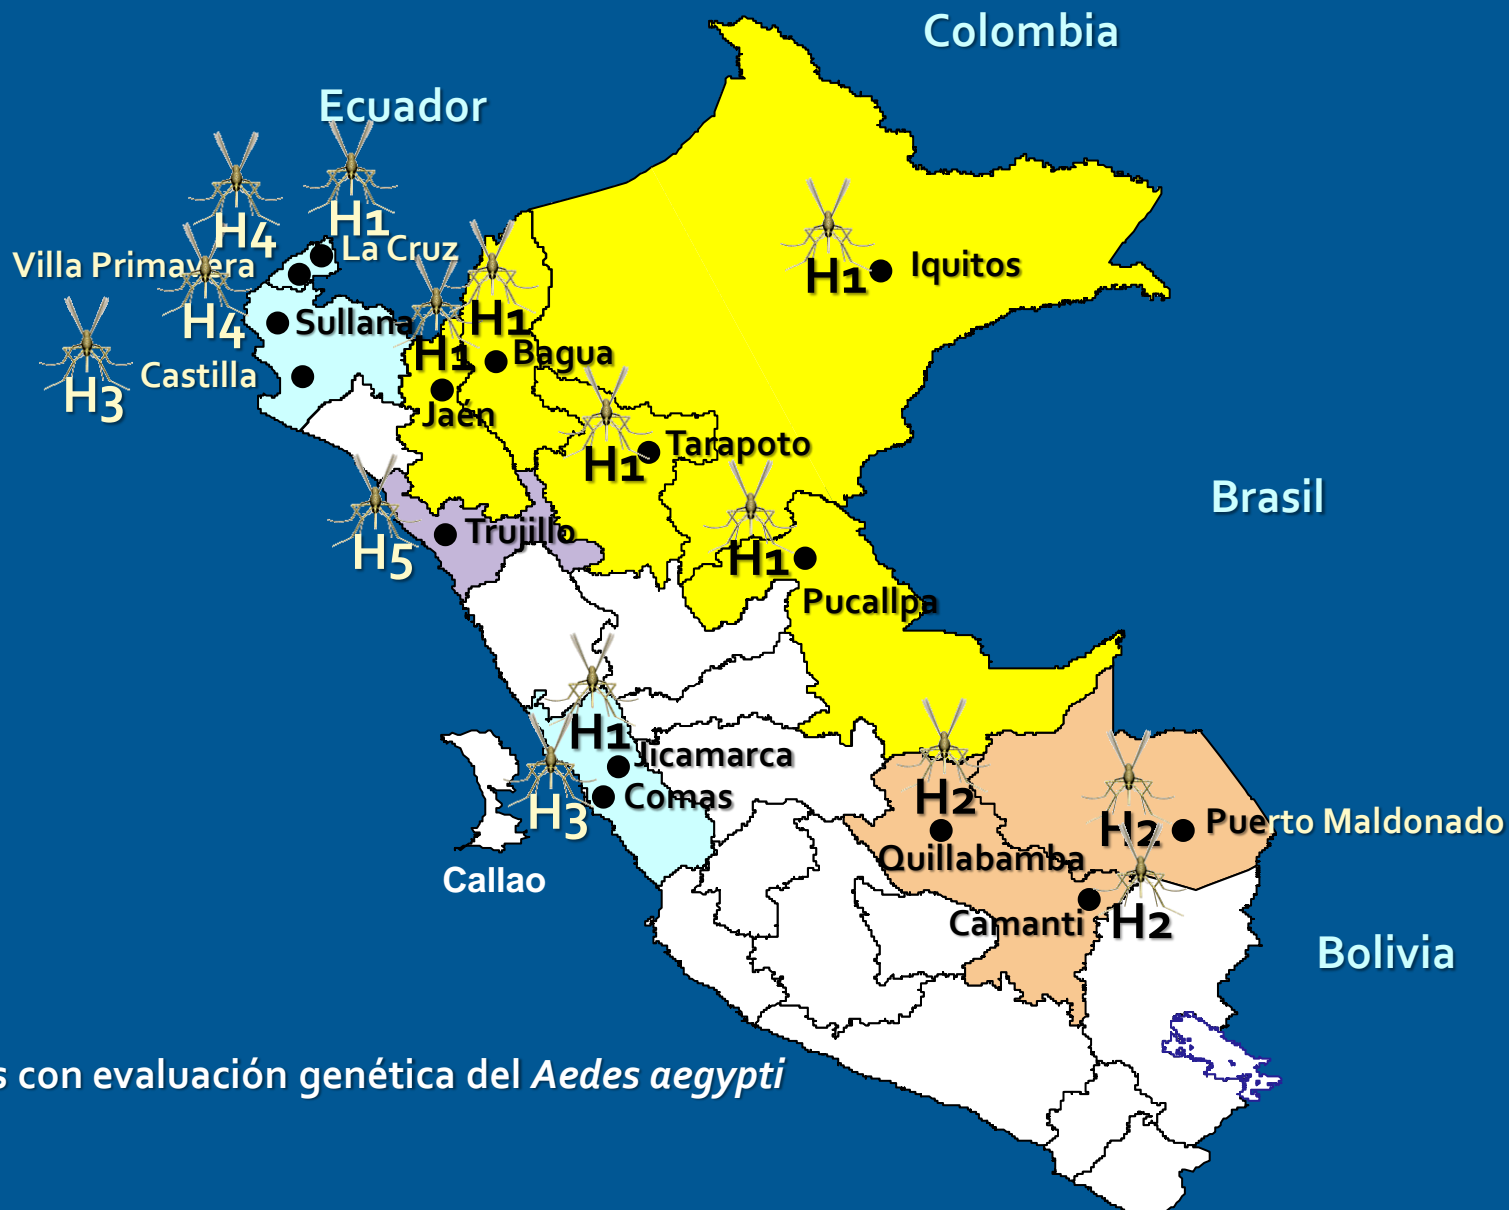 Colombia
Ecuador
H4
H1
La Cruz
Villa Primavera
H4
Sullana
H3
Castilla
H1
H1
Bagua
Jaén
H1
Iquitos
H1
Tarapoto
H5
Trujillo
H1
Pucallpa
Brasil
H1
Jicamarca
H3
Comas
Callao
H2
Quillabamba
H2
Puerto Maldonado
Camanti
H2
Bolivia
s con evaluación genética del Aedes aegypti